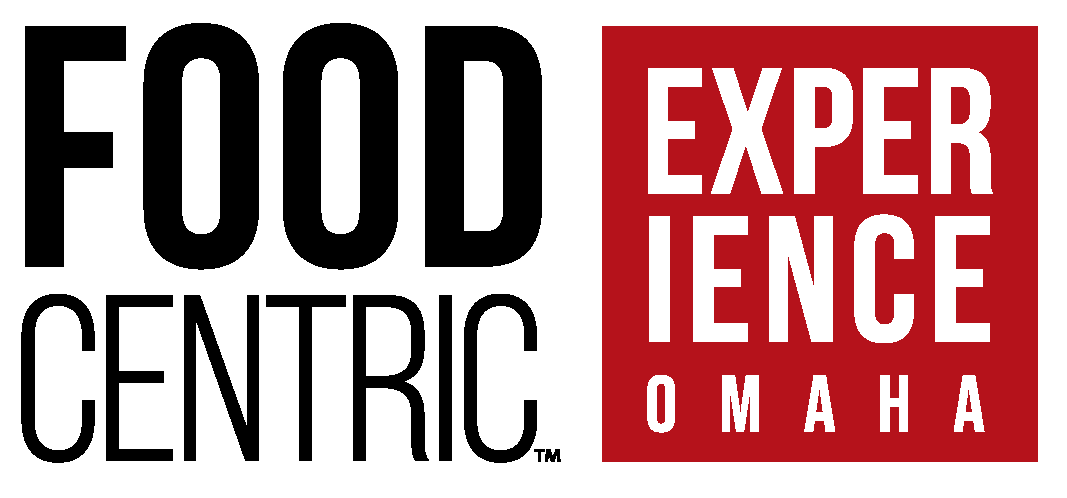 FOOD
CENTRIC™
EXPER
IENCE
OMAHA